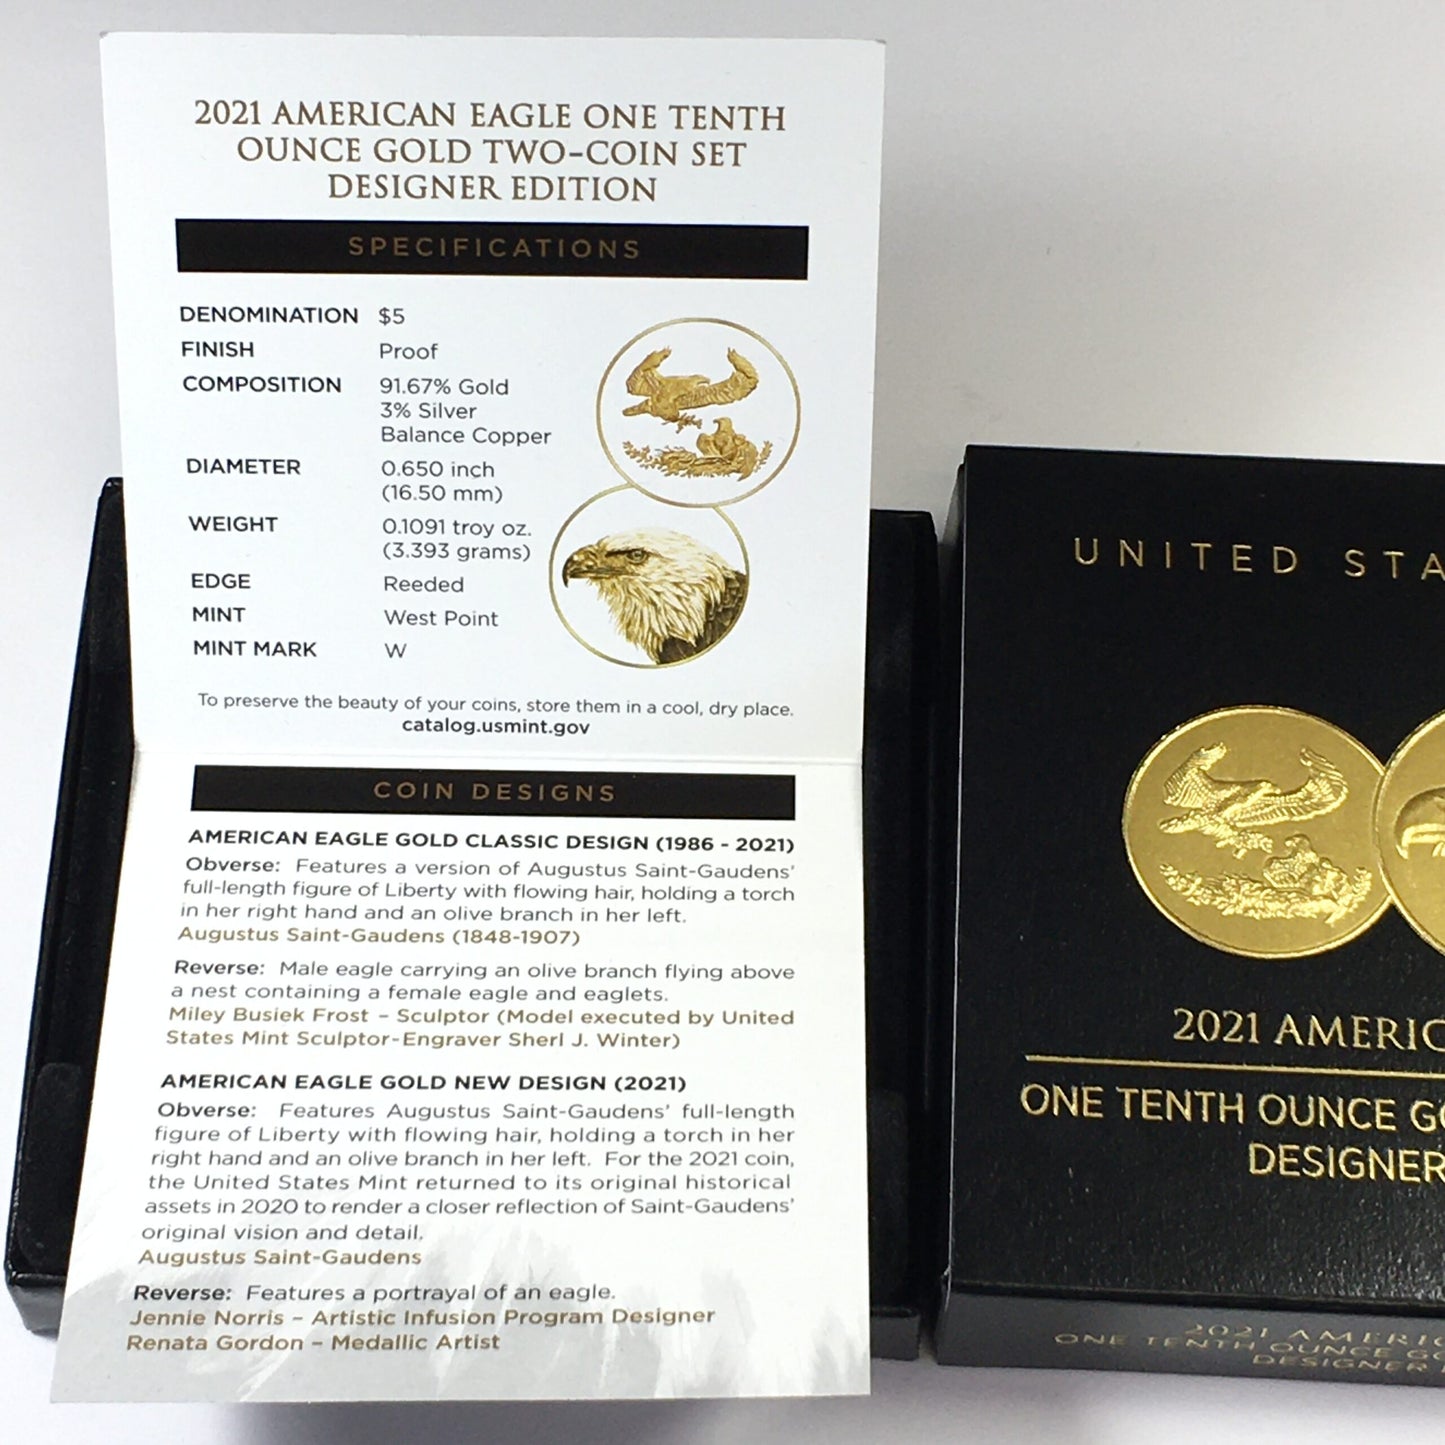 2021 AMERICAN EAGLE ONE TENTH
OUNCE GOLD TWO-COIN SET
DESIGNER EDITION
SPECIFICATIONS
DENOMINATION $5
FINISH Proof
COMPOSITION 91.67% Gold
3% Silver
Balance Copper
DIAMETER 0.650 inch
(16.50 mm)
WEIGHT 0.1091 troy oz.
(3.393 grams)
EDGE Reeded
MINT West Point
MINT MARK W
To preserve the beauty of your coins, store them in a cool, dry place.
catalog.usmint.gov
COIN DESIGNS
AMERICAN EAGLE GOLD CLASSIC DESIGN (1986 - 2021)
Obverse: Features a version of Augustus Saint-Gaudens'
full-length figure of Liberty with flowing hair, holding a torch
in her right hand and an olive branch in her left.
Augustus Saint-Gaudens (1848-1907)
Reverse: Male eagle carrying an olive branch flying above
a nest containing a female eagle and eaglets.
Miley Busiek Frost – Sculptor (Model executed by United
States Mint Sculptor-Engraver Sherl J. Winter)
AMERICAN EAGLE GOLD NEW DESIGN (2021)
Obverse: Features Augustus Saint-Gaudens' full-length
figure of Liberty with flowing hair, holding a torch in her
right hand and an olive branch in her left. For the 2021 coin,
the United States Mint returned to its original historical
assets in 2020 to render a closer reflection of Saint-Gaudens'
original vision and detail.
Augustus Saint-Gaudens
Reverse: Features a portrayal of an eagle.
Jennie Norris – Artistic Infusion Program Designer
Renata Gordon – Medallic Artist
UNITED STA
2021 AMERIC
ONE TENTH OUNCE GO
DESIGNER
2021 AMERIC
ONE TENTH OUNCE GO
DESIGNER